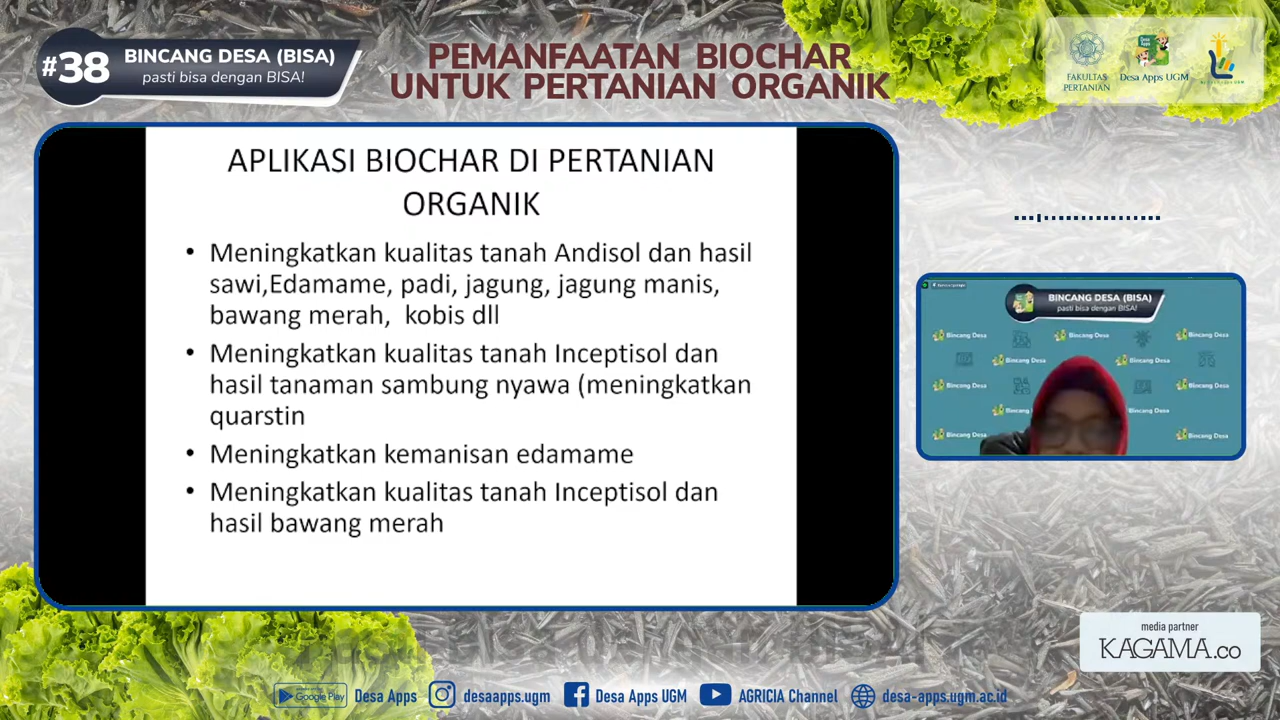 #38
BINCANG DESA (BISA)
pasti bisa dengan BISA!
PEMANFAATAN BIOCHAR
UNTUK PERTANIAN ORGANIK
FAKULTAS
PERTANIAN
Desa Apps UGM
APLIKASI BIOCHAR DI PERTANIAN
ORGANIK
• Meningkatkan kualitas tanah Andisol dan hasil
sawi,Edamame, padi, jagung, jagung manis,
bawang merah, kobis dll
• Meningkatkan kualitas tanah Inceptisol dan
hasil tanaman sambung nyawa (meningkatkan
quarstin
• Meningkatkan kemanisan edamame
• Meningkatkan kualitas tanah Inceptisol dan
hasil bawang merah
BINCANG DESA (BISA)
pasti bisa dengan BISA!
Bincang Desa Bincang Desa Bincang Desa
Bincang Desa Bincang Desa
Bincang Desa Bincang Desa
Bincang Desa
Bincang Desa Bincang Desa
media partner
KAGAMA.co
Google Play
Desa Apps
desaapps.ugm
Desa Apps UGM
AGRICIA Channel
desa-apps.ugm.ac.id